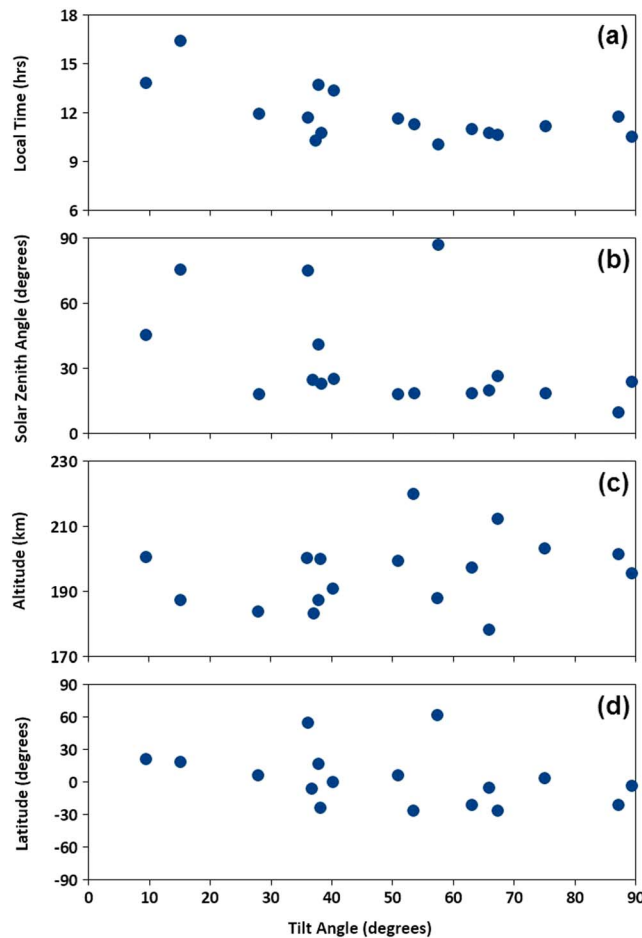 (a)
Local Time (hrs)
18
15
12
9
6
(b)
Solar Zenith Angle (degrees)
90
60
30
0
(c)
Altitude (km)
230
210
190
170
(d)
Latitude (degrees)
90
60
30
0
-30
-60
-90
0 10 20 30 40 50 60 70 80 90
Tilt Angle (degrees)